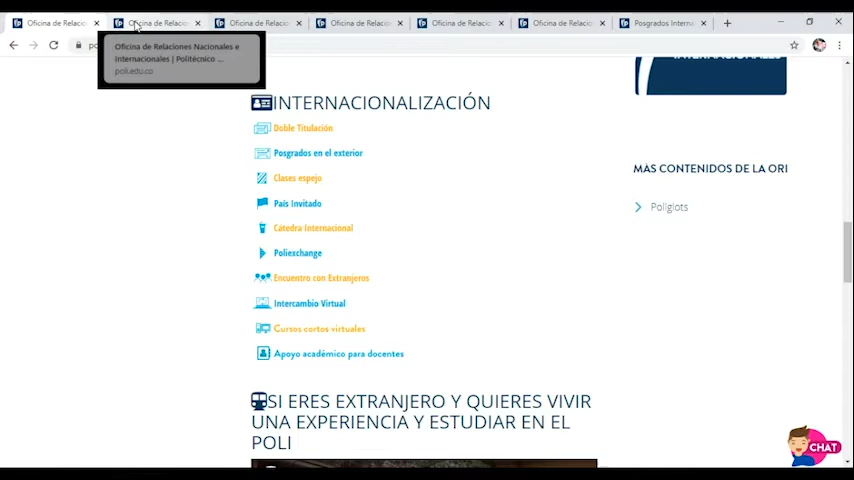 Oficina de Relacio
Oficina de Relacio
Oficina de Relacio
Oficina de Relacio
Oficina de Relacio
Oficina de Relacio
Posgrados Interna
Oficina de Relaciones Nacionales e
Internacionales | Politécnico ...
poli.edu.co
INTERNACIONALIZACIÓN
Doble Titulación
Posgrados en el exterior
Clases espejo
País Invitado
Cátedra Internacional
Poliexchange
Encuentro con Extranjeros
Intercambio Virtual
Cursos cortos virtuales
Apoyo académico para docentes
MÁS CONTENIDOS DE LA ORI
Poliglots
SI ERES EXTRANJERO Y QUIERES VIVIR
UNA EXPERIENCIA Y ESTUDIAR EN EL
POLI
CHAT